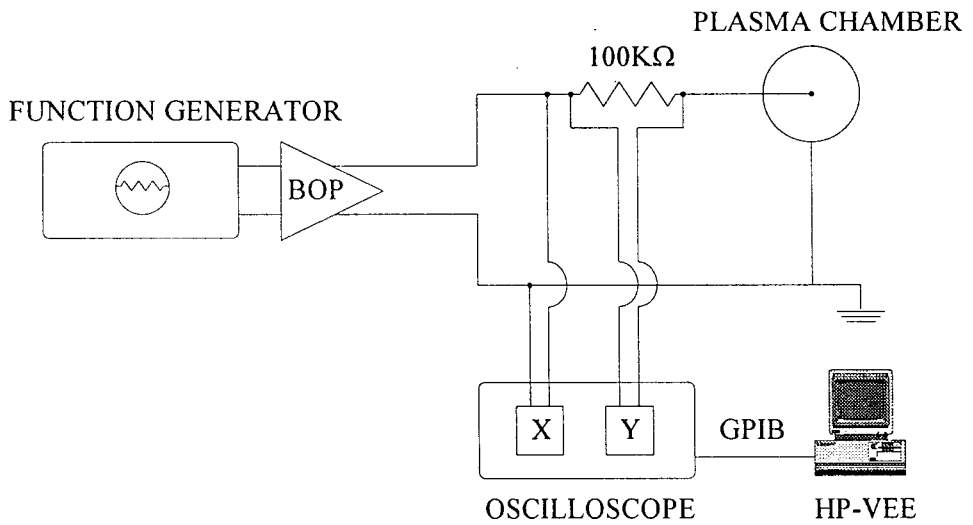 PLASMA CHAMBER
100KΩ
FUNCTION GENERATOR
BOP
X
Y
GPIB
OSCILLOSCOPE
HP-VEE